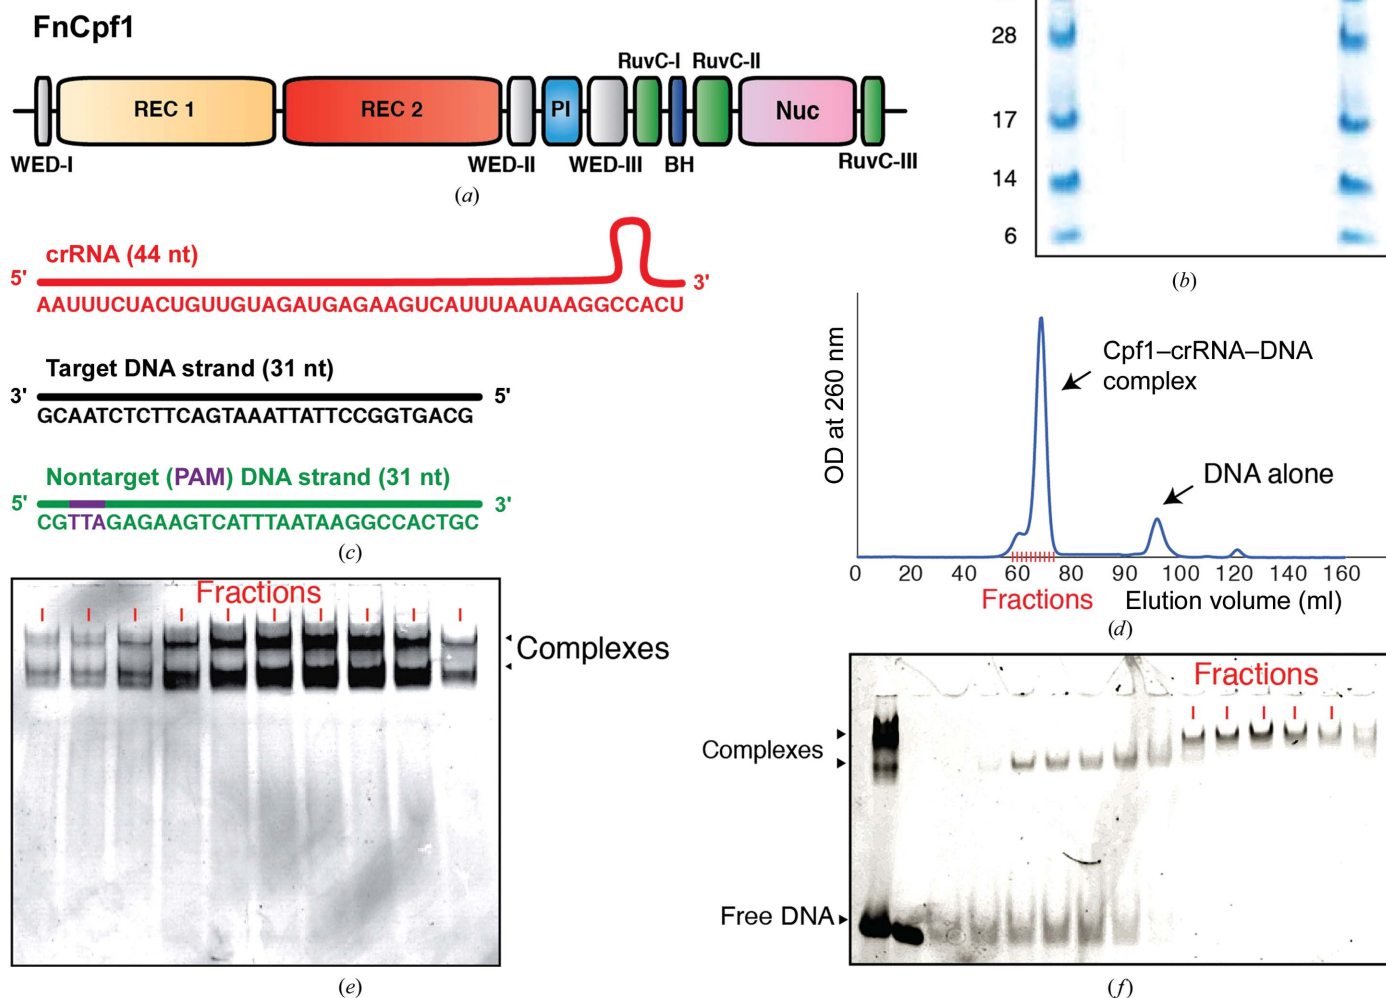 FnCpf1
RuvC-I RuvC-II
REC 1 REC 2 PI Nuc
WED-I WED-II WED-III BH RuvC-III
(a)
28
17
14
6
(b)
crRNA (44 nt)
5' 3'
AAUUUCUACUGUUGUAGAUGAGAAGUCAUUUAAUAAGGCCACU
Target DNA strand (31 nt)
3' 5'
GCAATCTCTTCAGTAAATTATTCCGGTGACG
Nontarget (PAM) DNA strand (31 nt)
5' 3'
CGTTAGAGAAGTCATTTAATAAGGCCACTGC
(c)
OD at 260 nm
Cpf1–crRNA–DNA
complex
DNA alone
0 20 40 60 80 90 100 120 140 160
Fractions Elution volume (ml)
(d)
Fractions
Complexes
(e)
Fractions
Complexes
Free DNA
(f)